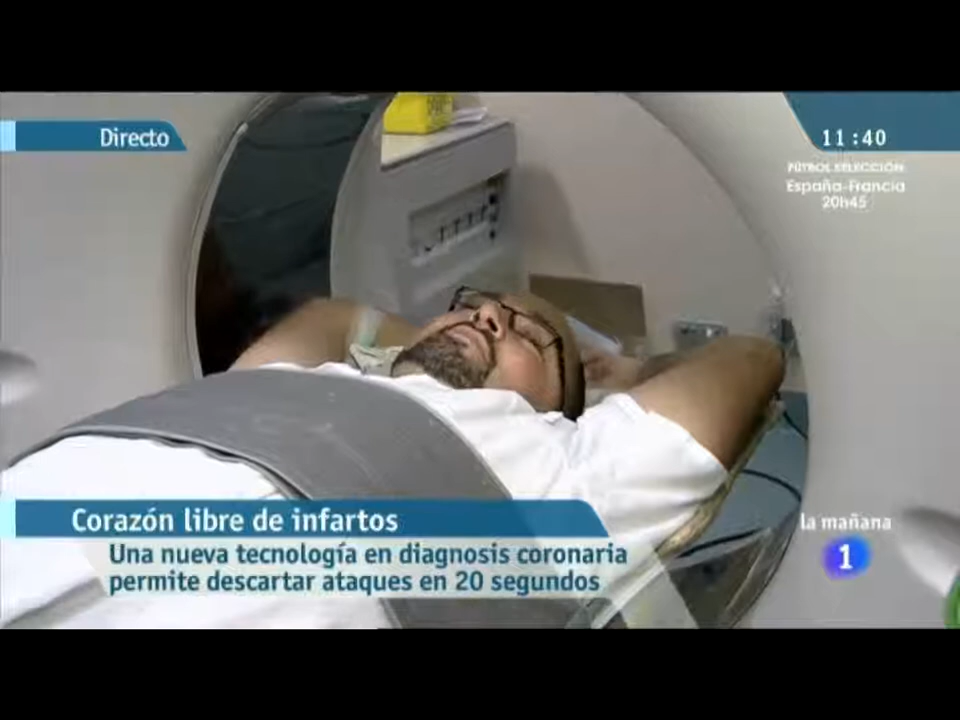 Directo
11:40
FÚTBOL SELECCIÓN
España-Francia
20h45
Corazón libre de infartos
Una nueva tecnología en diagnosis coronaria
permite descartar ataques en 20 segundos
la mañana
1